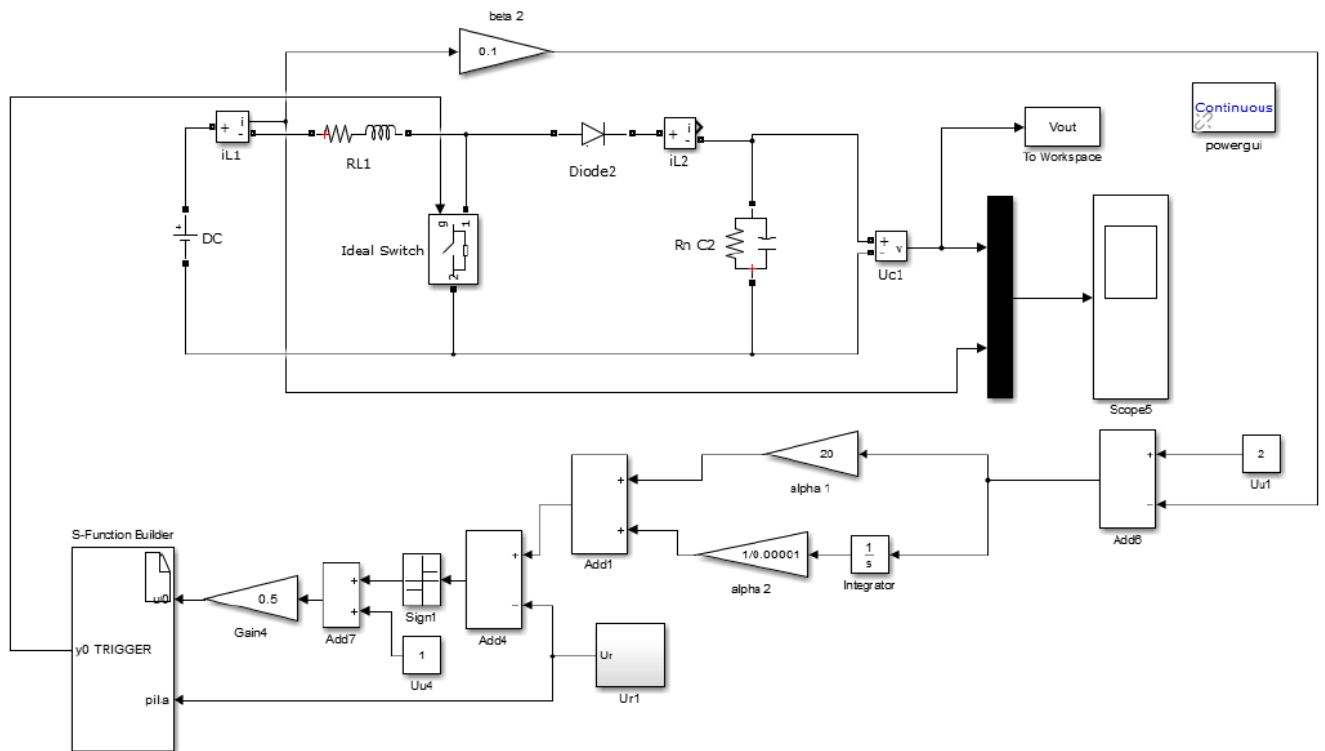 beta 2
0.1
Continuous
powergui
i
+
-
iL1
RL1
Diode2
+
i
-
iL2
Vout
To Workspace
+
DC
Ideal Switch
g
1
2
Rn C2
+
-
v
Uc1
Scope5
20
alpha 1
+
-
Add6
2
Uu1
S-Function Builder
u0
y0 TRIGGER
pila
0.5
Gain4
+
+
Add7
Sign1
1
Uu4
+
-
Add4
+
+
Add1
1/0.00001
alpha 2
1
s
Integrator
Ur
Ur1